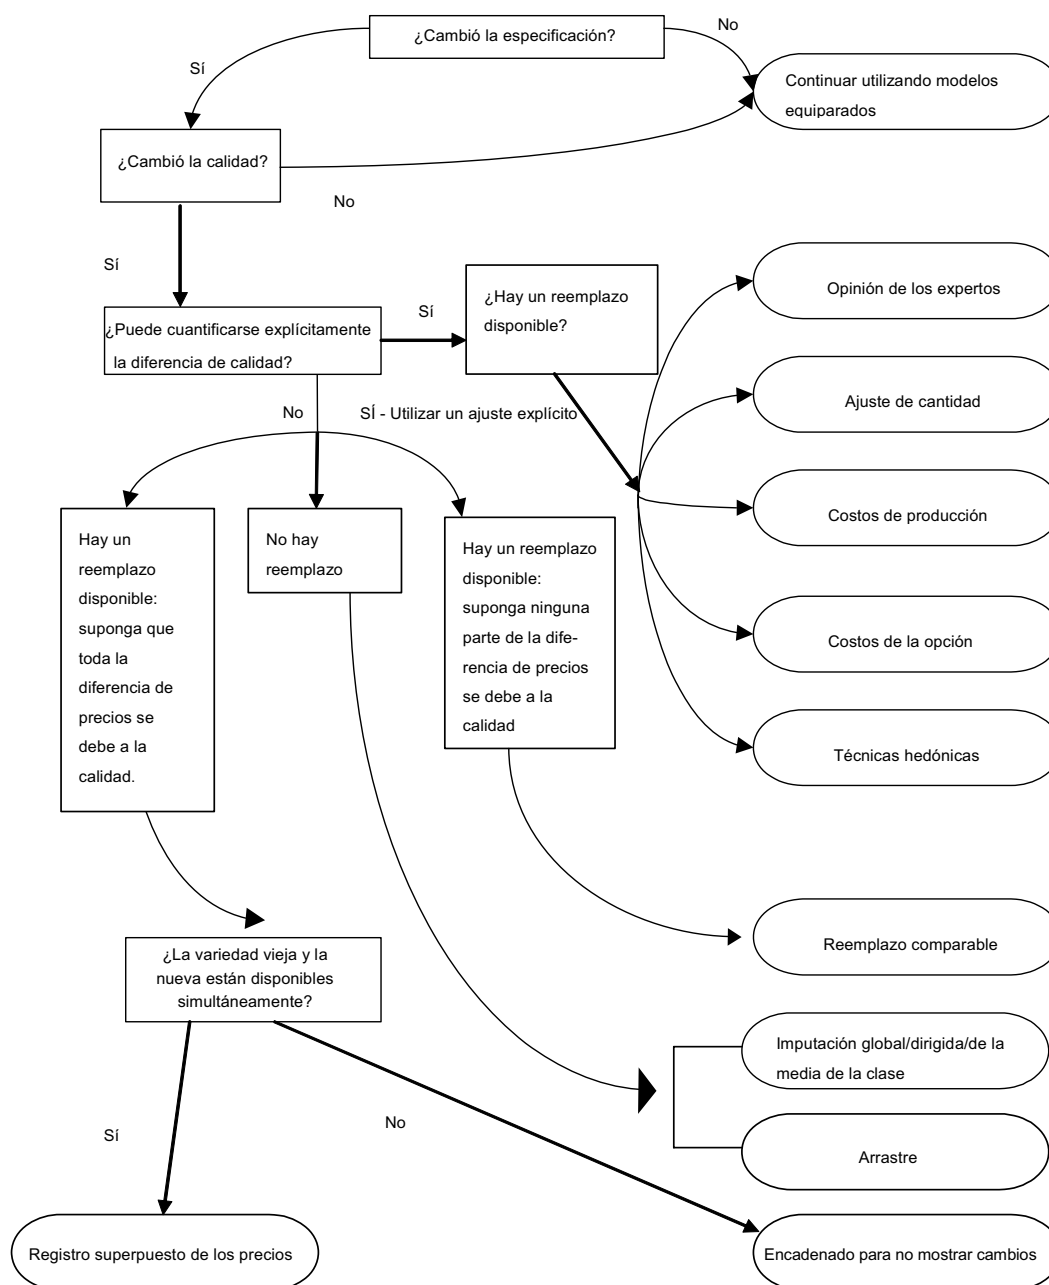 ¿Cambió la especificación?
No
Sí
Continuar utilizando modelos
equiparados
¿Cambió la calidad?
No
Sí
¿Puede cuantificarse explícitamente
la diferencia de calidad?
Sí
¿Hay un reemplazo
disponible?
Opinión de los expertos
Ajuste de cantidad
No
SÍ - Utilizar un ajuste explícito
Costos de producción
Costos de la opción
Técnicas hedónicas
Hay un
reemplazo
disponible:
suponga que
toda la
diferencia de
precios se
debe a la
calidad.
No hay
reemplazo
Hay un reemplazo
disponible:
suponga ninguna
parte de la dife-
rencia de precios
se debe a la
calidad
Reemplazo comparable
¿La variedad vieja y la
nueva están disponibles
simultáneamente?
Imputación global/dirigida/de la
media de la clase
Arrastre
Sí
No
Registro superpuesto de los precios
Encadenado para no mostrar cambios